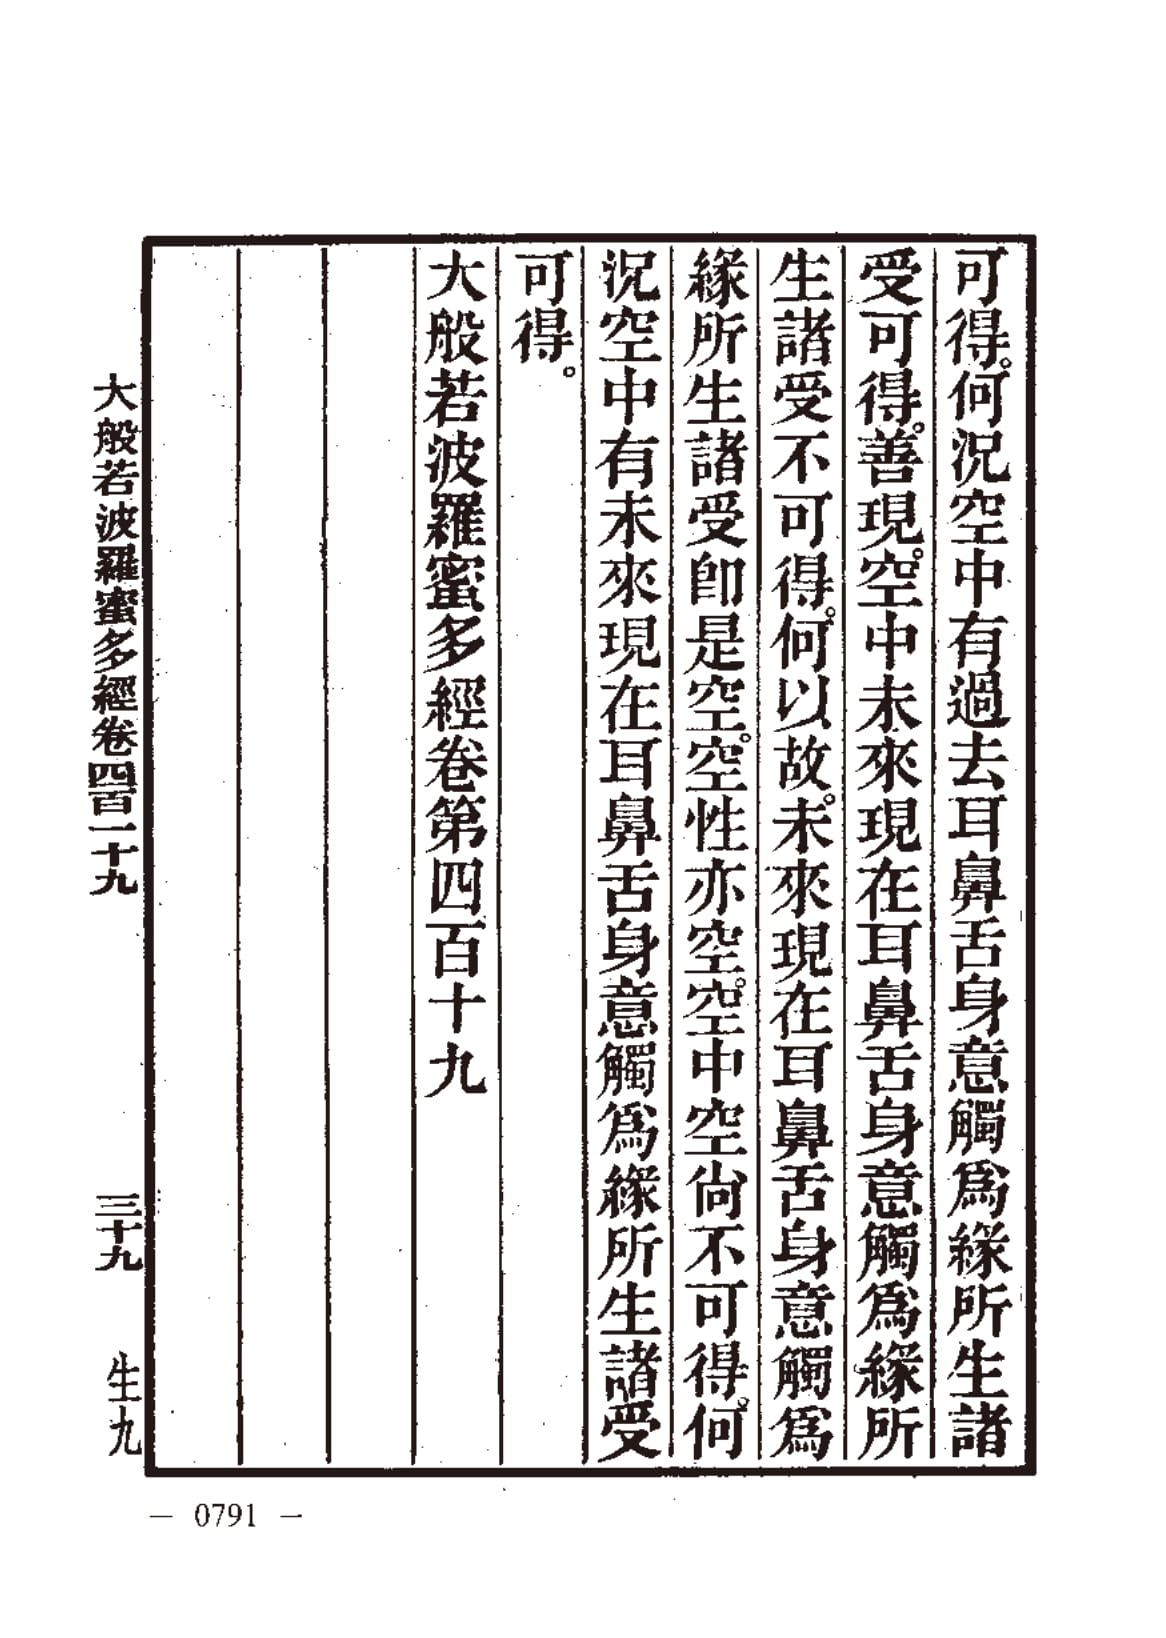 可得。何況空中有過去耳鼻舌身意觸爲緣所生諸
受可得。善現。空中未來現在耳鼻舌身意觸爲緣所
生諸受不可得。何以故。未來現在耳鼻舌身意觸爲
緣所生諸受卽是空。空性亦空。空中空尙不可得。何
況空中有未來現在耳鼻舌身意觸爲緣所生諸受
可得。
大般若波羅蜜多經卷第四百十九
大般若波羅蜜多經卷四百一十九 三十九 生九
— 0791 —